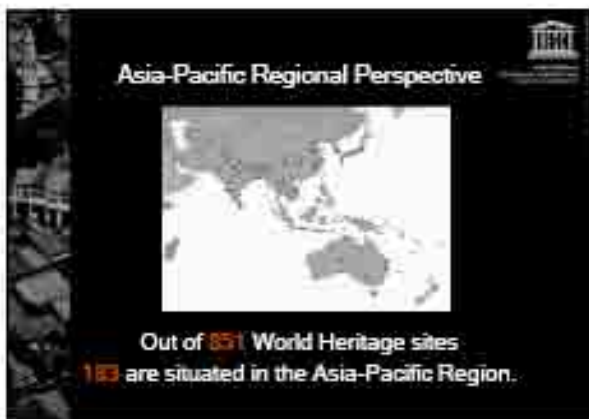 Asia-Pacific Regional Perspective
Out of 851 World Heritage sites
183 are situated in the Asia-Pacific Region.